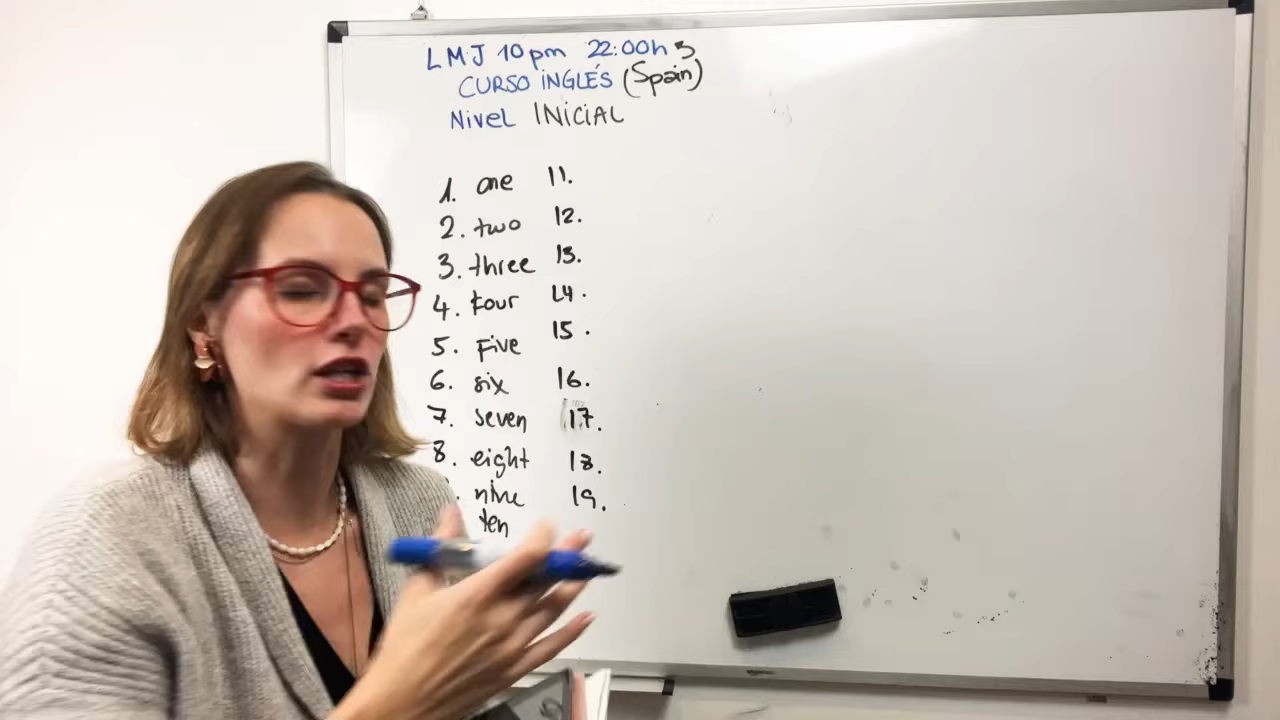 LMJ 10pm 22:00h 3
CURSO INGLÉS (Spain)
Nivel INICIAL
1. one 11.
2. two 12.
3. three 13.
4. four 14.
5. five 15.
6. six 16.
7. seven 17.
8. eight 18.
. nine 19.
ten